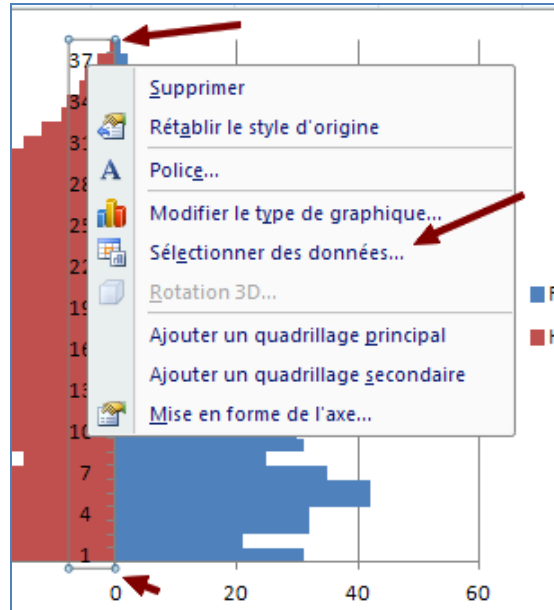 37
34
31
28
25
22
19
16
13
10
7
4
1
Supprimer
Rétablir le style d'origine
Police...
Modifier le type de graphique...
Sélectionner des données...
Rotation 3D...
Ajouter un quadrillage principal
Ajouter un quadrillage secondaire
Mise en forme de l'axe...
F
H
0
20
40
60